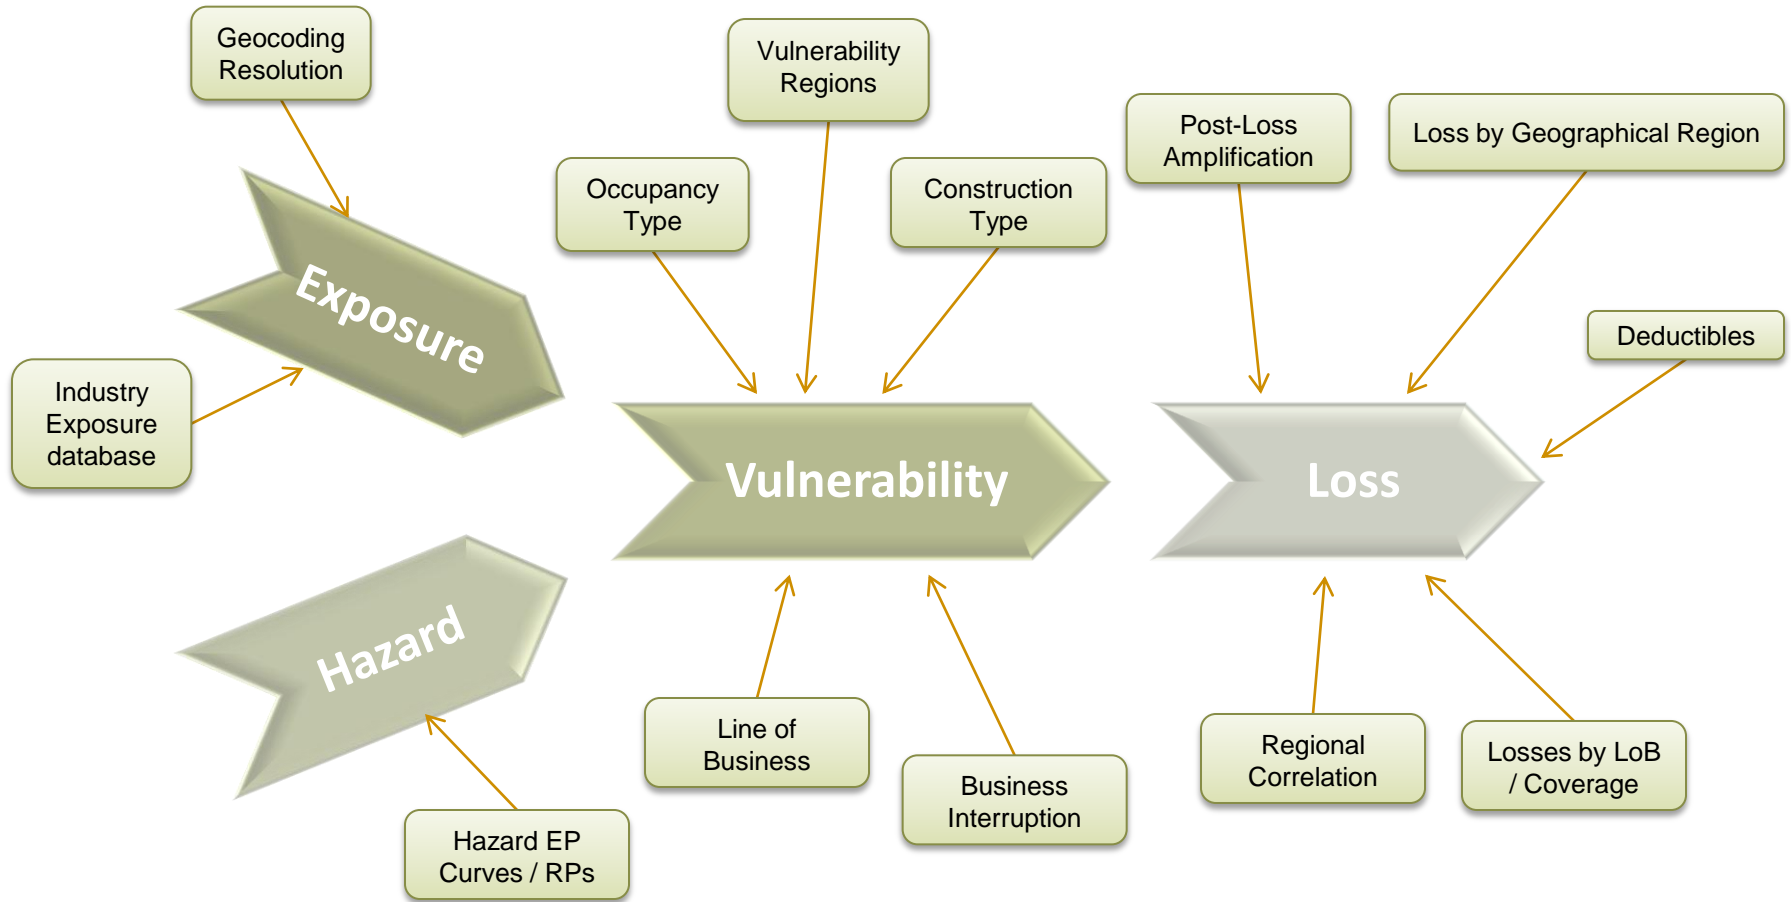 Geocoding
Resolution
Vulnerability
Regions
Post-Loss
Amplification
Loss by Geographical Region
Occupancy
Type
Construction
Type
Exposure
Deductibles
Industry
Exposure
database
Vulnerability
Loss
Hazard
Line of
Business
Regional
Correlation
Losses by LoB
/ Coverage
Business
Interruption
Hazard EP
Curves / RPs